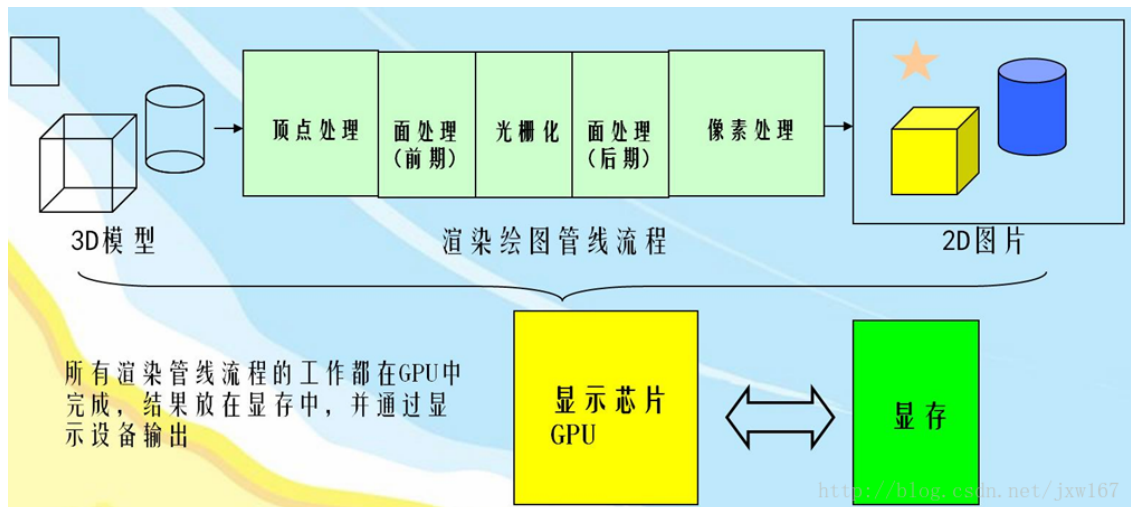 顶点处理
面处理
(前期)
光栅化
面处理
(后期)
像素处理
3D模型
渲染绘图管线流程
2D图片
所有渲染管线流程的工作都在GPU中
完成，结果放在显存中，并通过显
示设备输出
显示芯片
GPU
显存
http://blog.csdn.net/jxw167